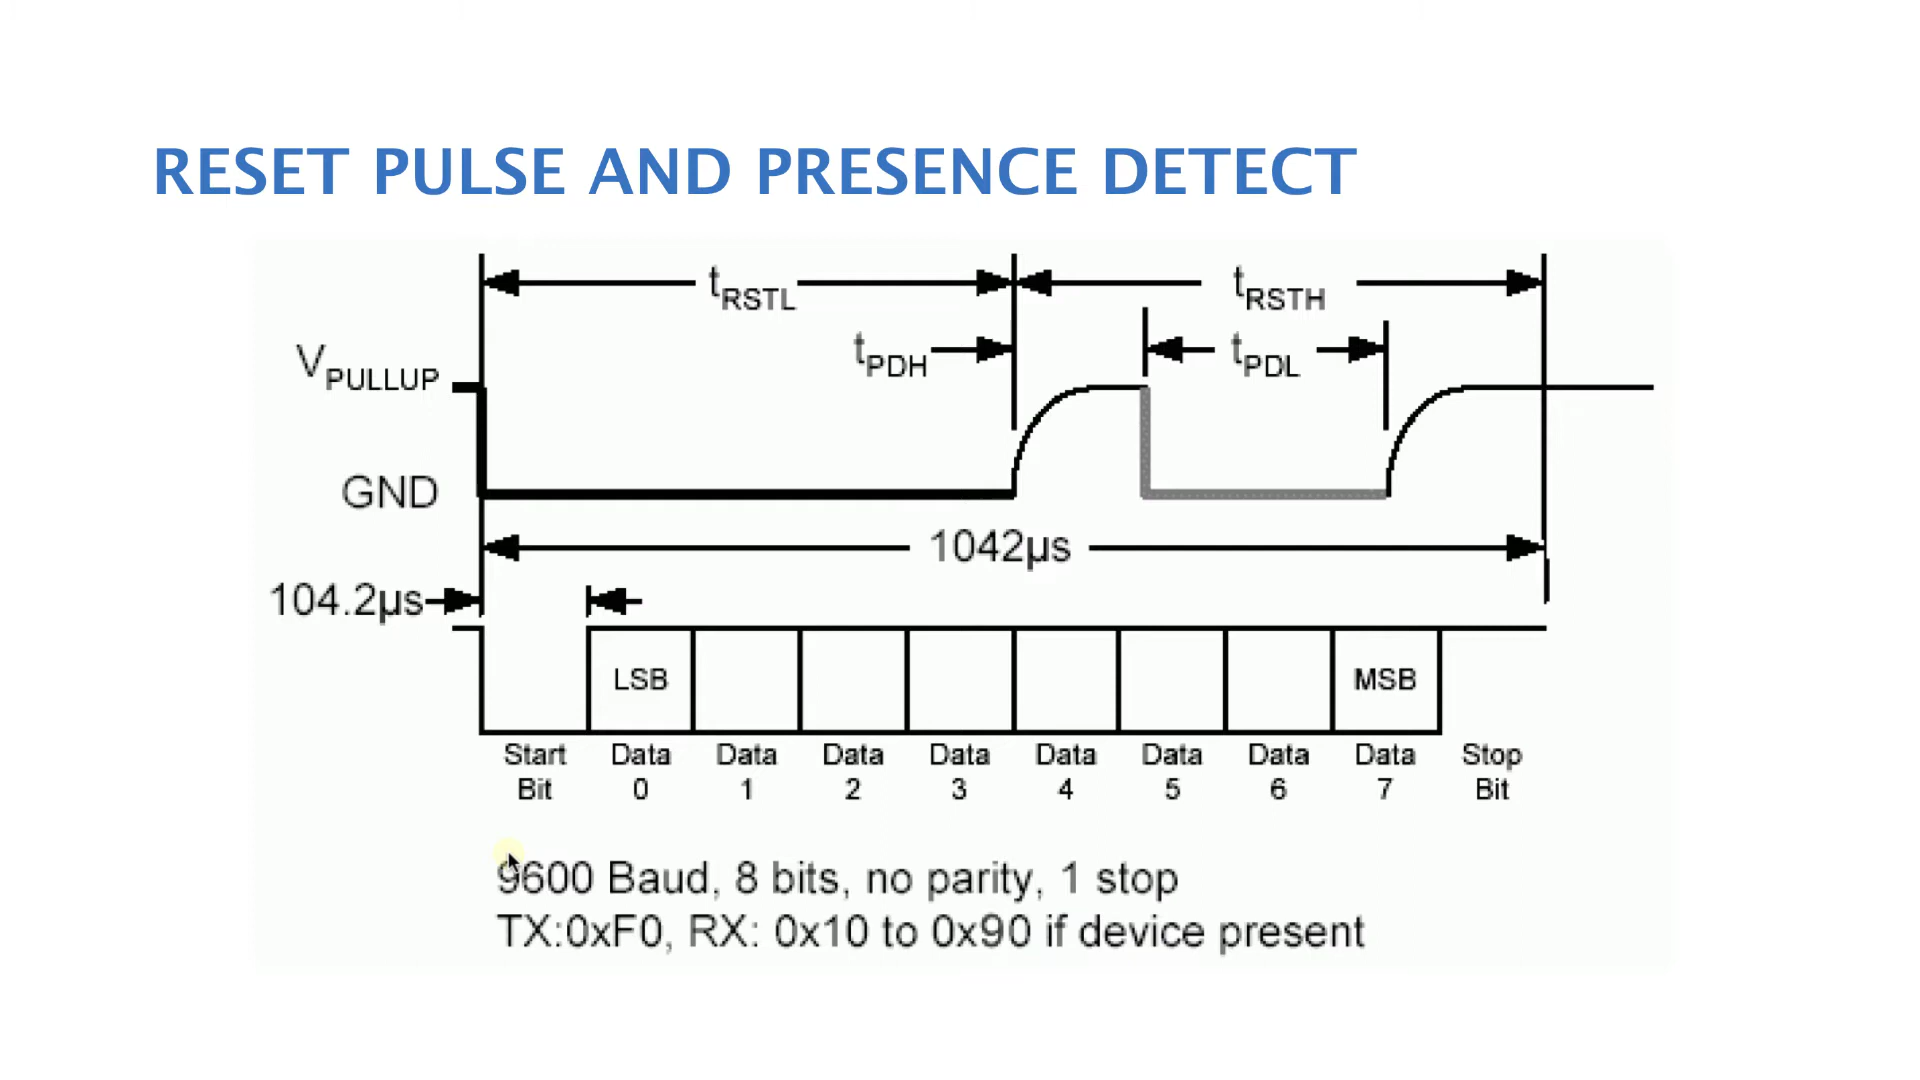 RESET PULSE AND PRESENCE DETECT
tRSTL
tRSTH
tPDH
tPDL
VPULLUP
GND
1042µs
104.2µs
LSB
MSB
Start Bit
Data 0
Data 1
Data 2
Data 3
Data 4
Data 5
Data 6
Data 7
Stop Bit
9600 Baud, 8 bits, no parity, 1 stop
TX:0xF0, RX: 0x10 to 0x90 if device present